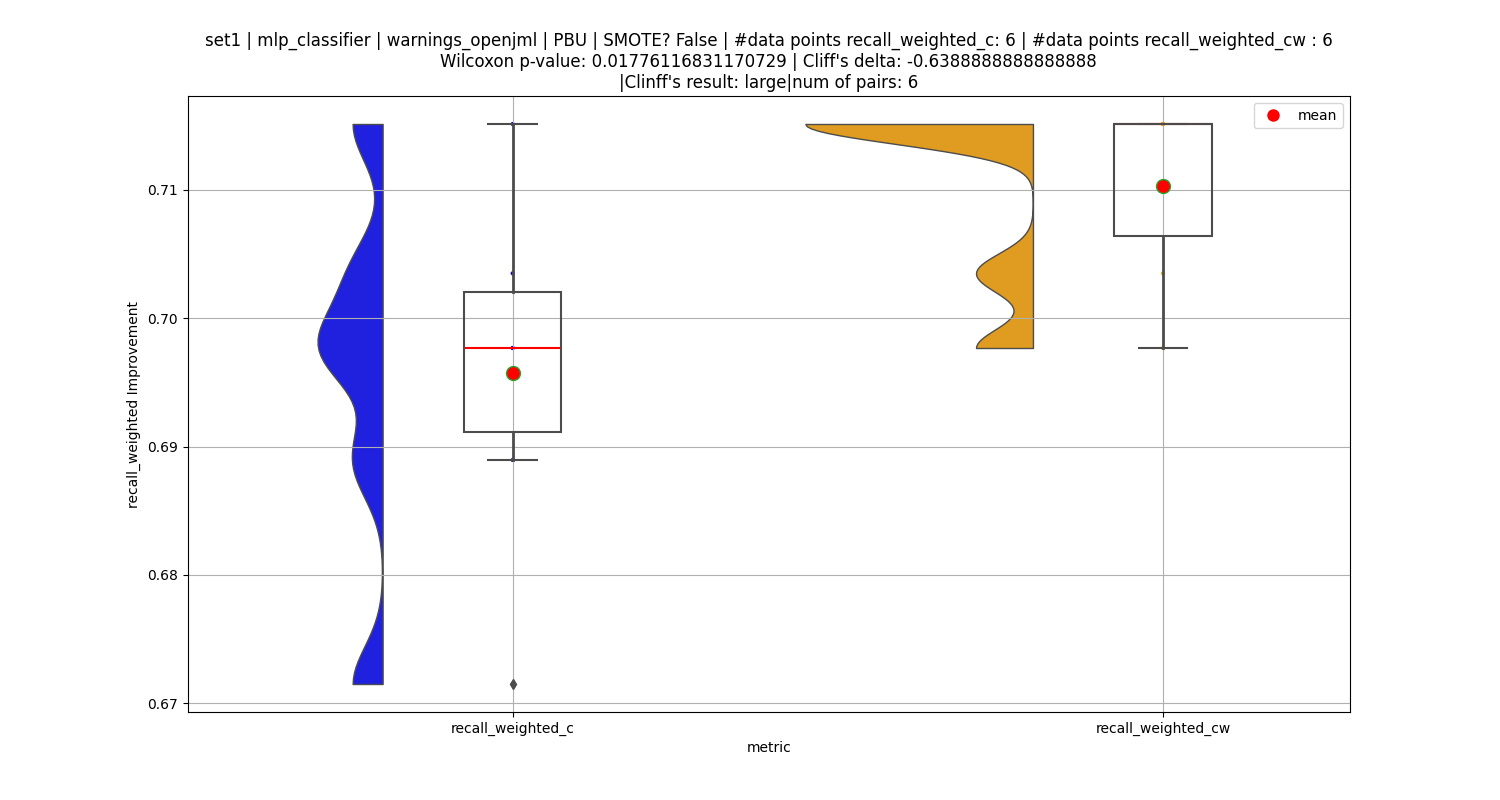 set1 | mlp_classifier | warnings_openjml | PBU | SMOTE? False | #data points recall_weighted_c: 6 | #data points recall_weighted_cw : 6
Wilcoxon p-value: 0.01776116831170729 | Cliff's delta: -0.6388888888888888
|Clinff's result: large|num of pairs: 6
mean
0.71
0.70
0.69
0.68
0.67
recall_weighted Improvement
recall_weighted_c
recall_weighted_cw
metric